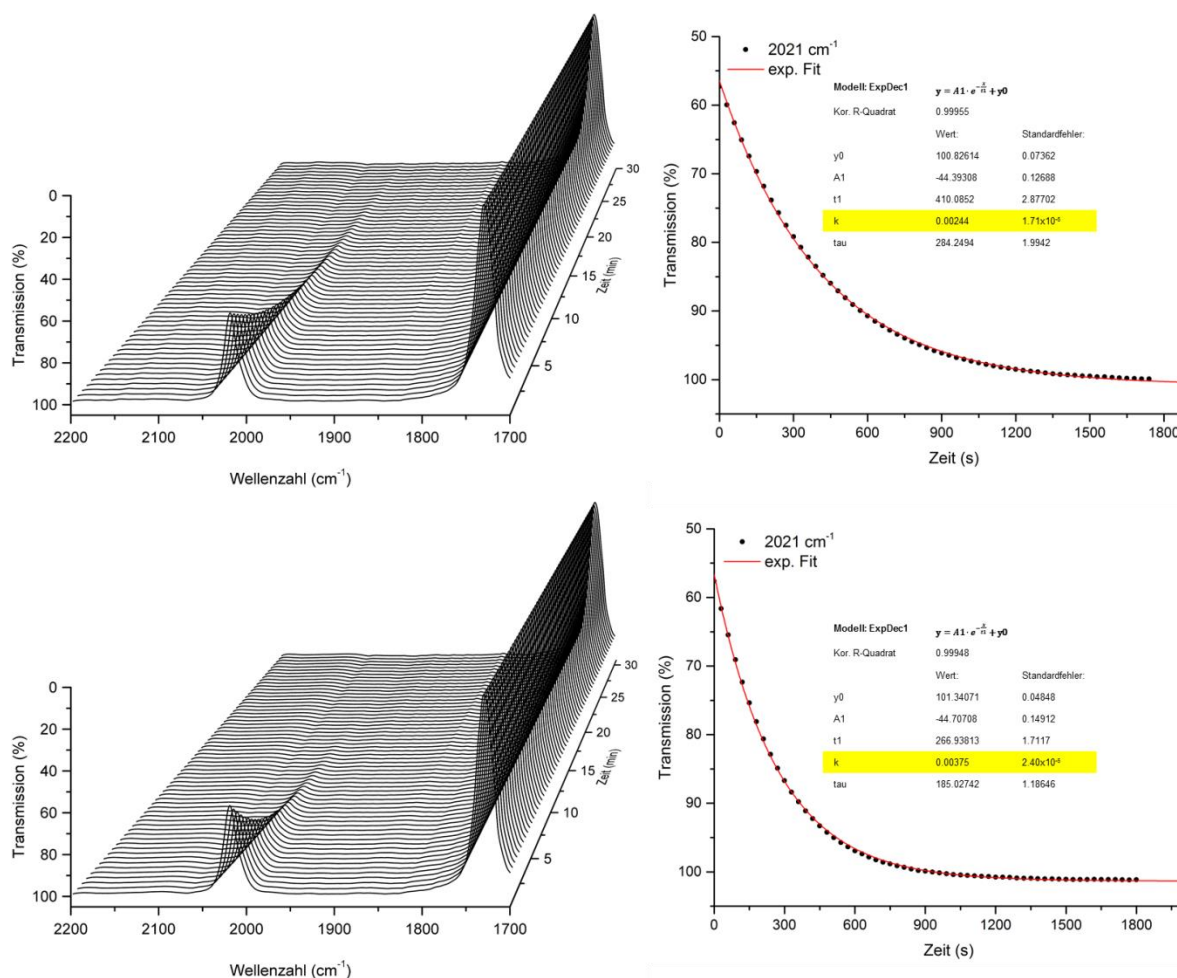 0
20
40
60
80
100
Transmission (%)
2200
2100
2000
1900
1800
1700
Wellenzahl (cm⁻¹)
5
10
15
20
25
30
Zeit (min)
50
60
70
80
90
100
Transmission (%)
0
300
600
900
1200
1500
1800
Zeit (s)
2021 cm⁻¹
exp. Fit
Modell: ExpDec1 y = A1 · e^(-x/t1) + y0
Kor. R-Quadrat 0.99955
Wert: Standardfehler:
y0 100.82614 0.07362
A1 -44.39308 0.12688
t1 410.0852 2.87702
k 0.00244 1.71x10⁻⁵
tau 284.2494 1.9942
0
20
40
60
80
100
Transmission (%)
2200
2100
2000
1900
1800
1700
Wellenzahl (cm⁻¹)
5
10
15
20
25
30
Zeit (min)
50
60
70
80
90
100
Transmission (%)
0
300
600
900
1200
1500
1800
Zeit (s)
2021 cm⁻¹
exp. Fit
Modell: ExpDec1 y = A1 · e^(-x/t1) + y0
Kor. R-Quadrat 0.99948
Wert: Standardfehler:
y0 101.34071 0.04848
A1 -44.70708 0.14912
t1 266.93813 1.7117
k 0.00375 2.40x10⁻⁵
tau 185.02742 1.18646